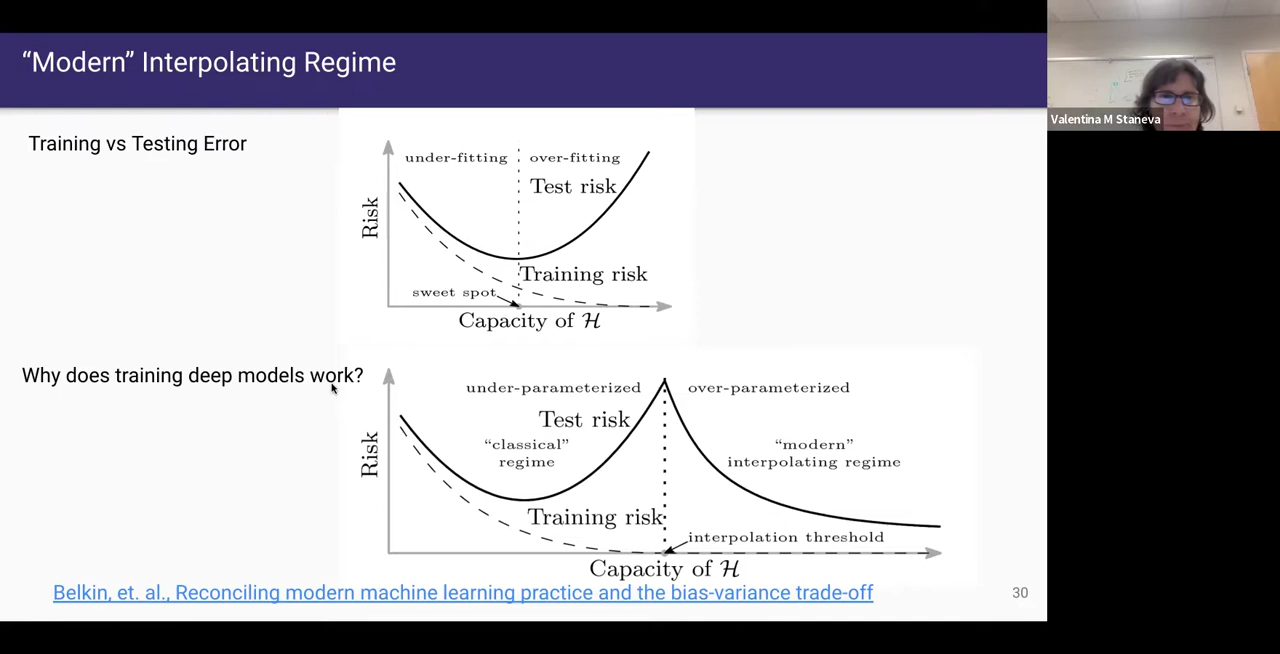 “Modern” Interpolating Regime
Valentina M Staneva
Training vs Testing Error
under-fitting
over-fitting
Test risk
Risk
Training risk
sweet spot
Capacity of ℋ
Why does training deep models work?
under-parameterized
over-parameterized
Test risk
“classical”
regime
“modern”
interpolating regime
Risk
Training risk
interpolation threshold
Capacity of ℋ
Belkin, et. al., Reconciling modern machine learning practice and the bias-variance trade-off
30